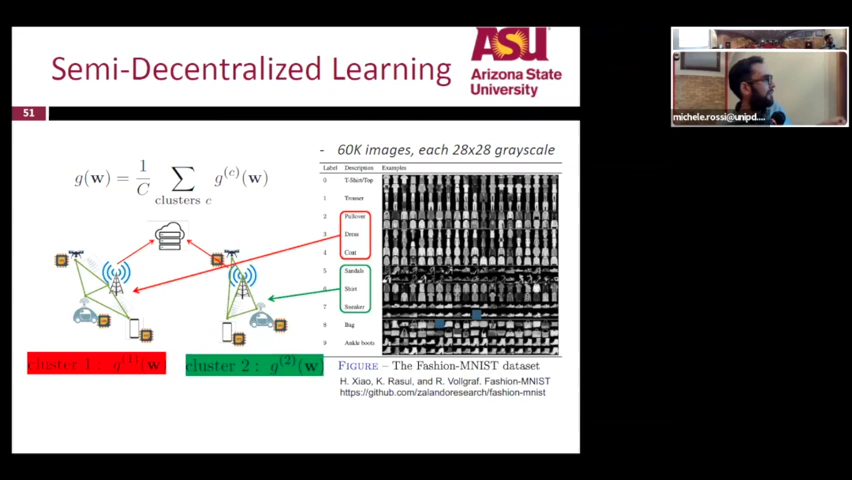 Semi-Decentralized Learning
ASU
Arizona State
University
51
- 60K images, each 28x28 grayscale
g(w) = 1/C ∑ clusters c g^(c)(w)
Label Description Examples
0 T-Shirt/Top
1 Trouser
2 Pullover
3 Dress
4 Coat
5 Sandals
6 Shirt
7 Sneaker
8 Bag
9 Ankle boots
cluster 1 : g^(1)(w)
cluster 2 : g^(2)(w)
FIGURE – The Fashion-MNIST dataset
H. Xiao, K. Rasul, and R. Vollgraf. Fashion-MNIST
https://github.com/zalandoresearch/fashion-mnist
michele.rossi@unipd....